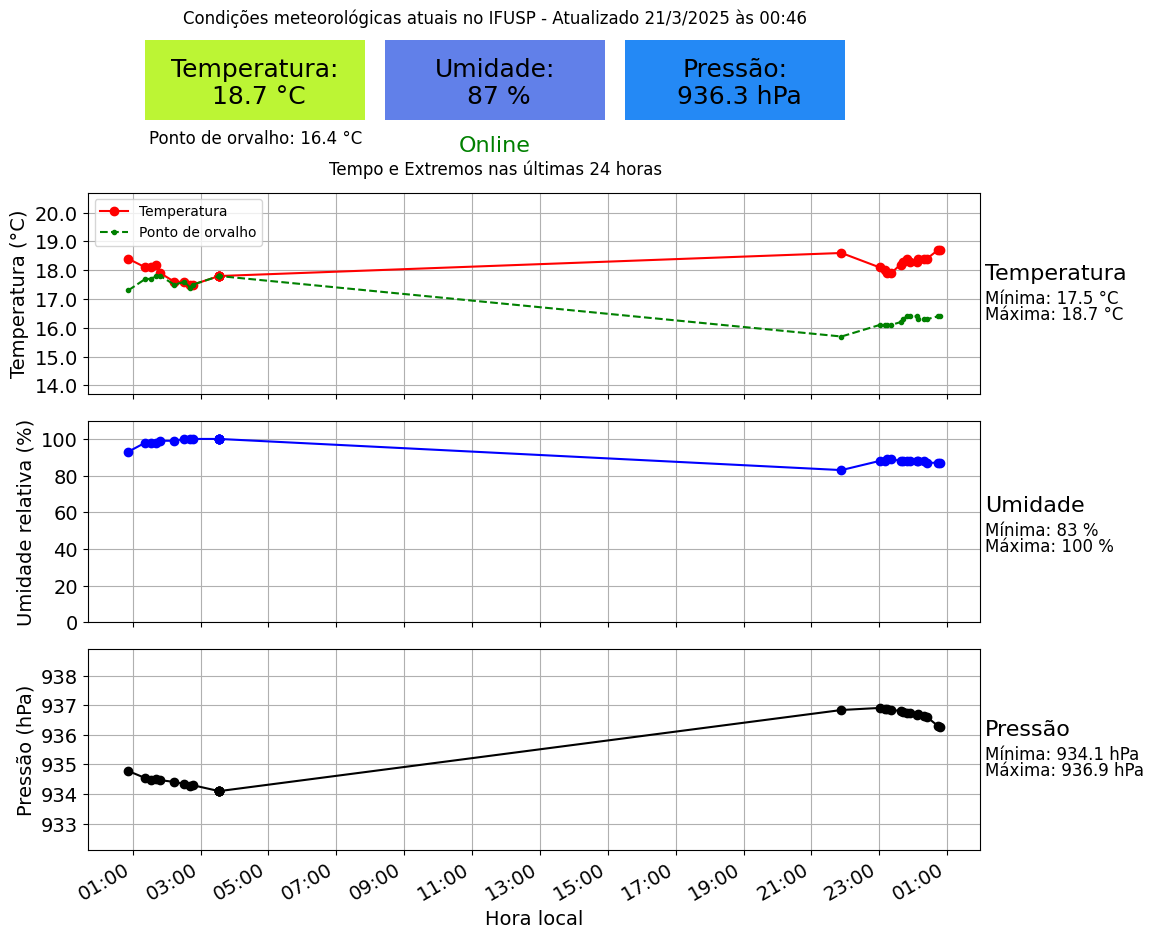 Condições meteorológicas atuais no IFUSP - Atualizado 21/3/2025 às 00:46
Temperatura:
18.7 °C
Umidade:
87 %
Pressão:
936.3 hPa
Ponto de orvalho: 16.4 °C
Online
Tempo e Extremos nas últimas 24 horas
Temperatura (°C)
20.0
19.0
18.0
17.0
16.0
15.0
14.0
Temperatura
Ponto de orvalho
Temperatura
Mínima: 17.5 °C
Máxima: 18.7 °C
Umidade relativa (%)
100
80
60
40
20
0
Umidade
Mínima: 83 %
Máxima: 100 %
Pressão (hPa)
938
937
936
935
934
933
Pressão
Mínima: 934.1 hPa
Máxima: 936.9 hPa
01:00 03:00 05:00 07:00 09:00 11:00 13:00 15:00 17:00 19:00 21:00 23:00 01:00
Hora local